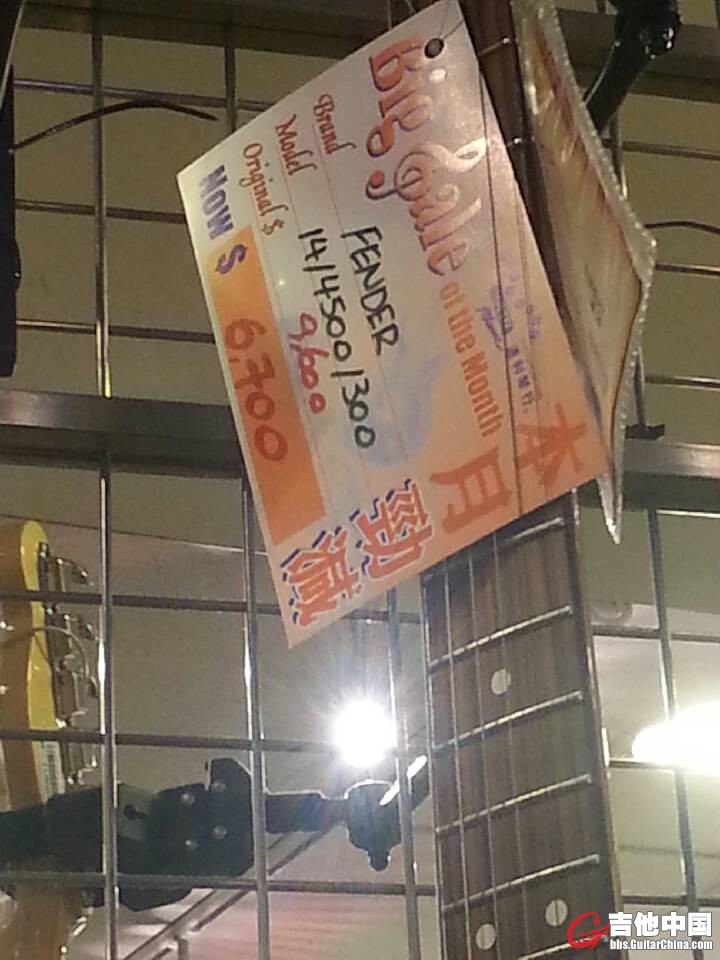 Big Sale of the Month
本月
勁減
Brand FENDER
Model 14/4500/300
Original $ 9,600
NOW $ 6,700
吉他中国
bbs.GuitarChina.com